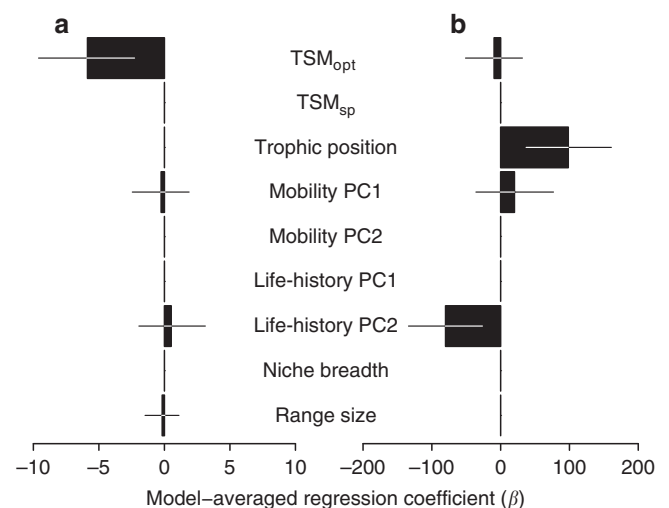 a b
TSMopt
TSMsp
Trophic position
Mobility PC1
Mobility PC2
Life-history PC1
Life-history PC2
Niche breadth
Range size
−10 −5 0 5 10 −200 −100 0 100 200
Model−averaged regression coefficient (β)